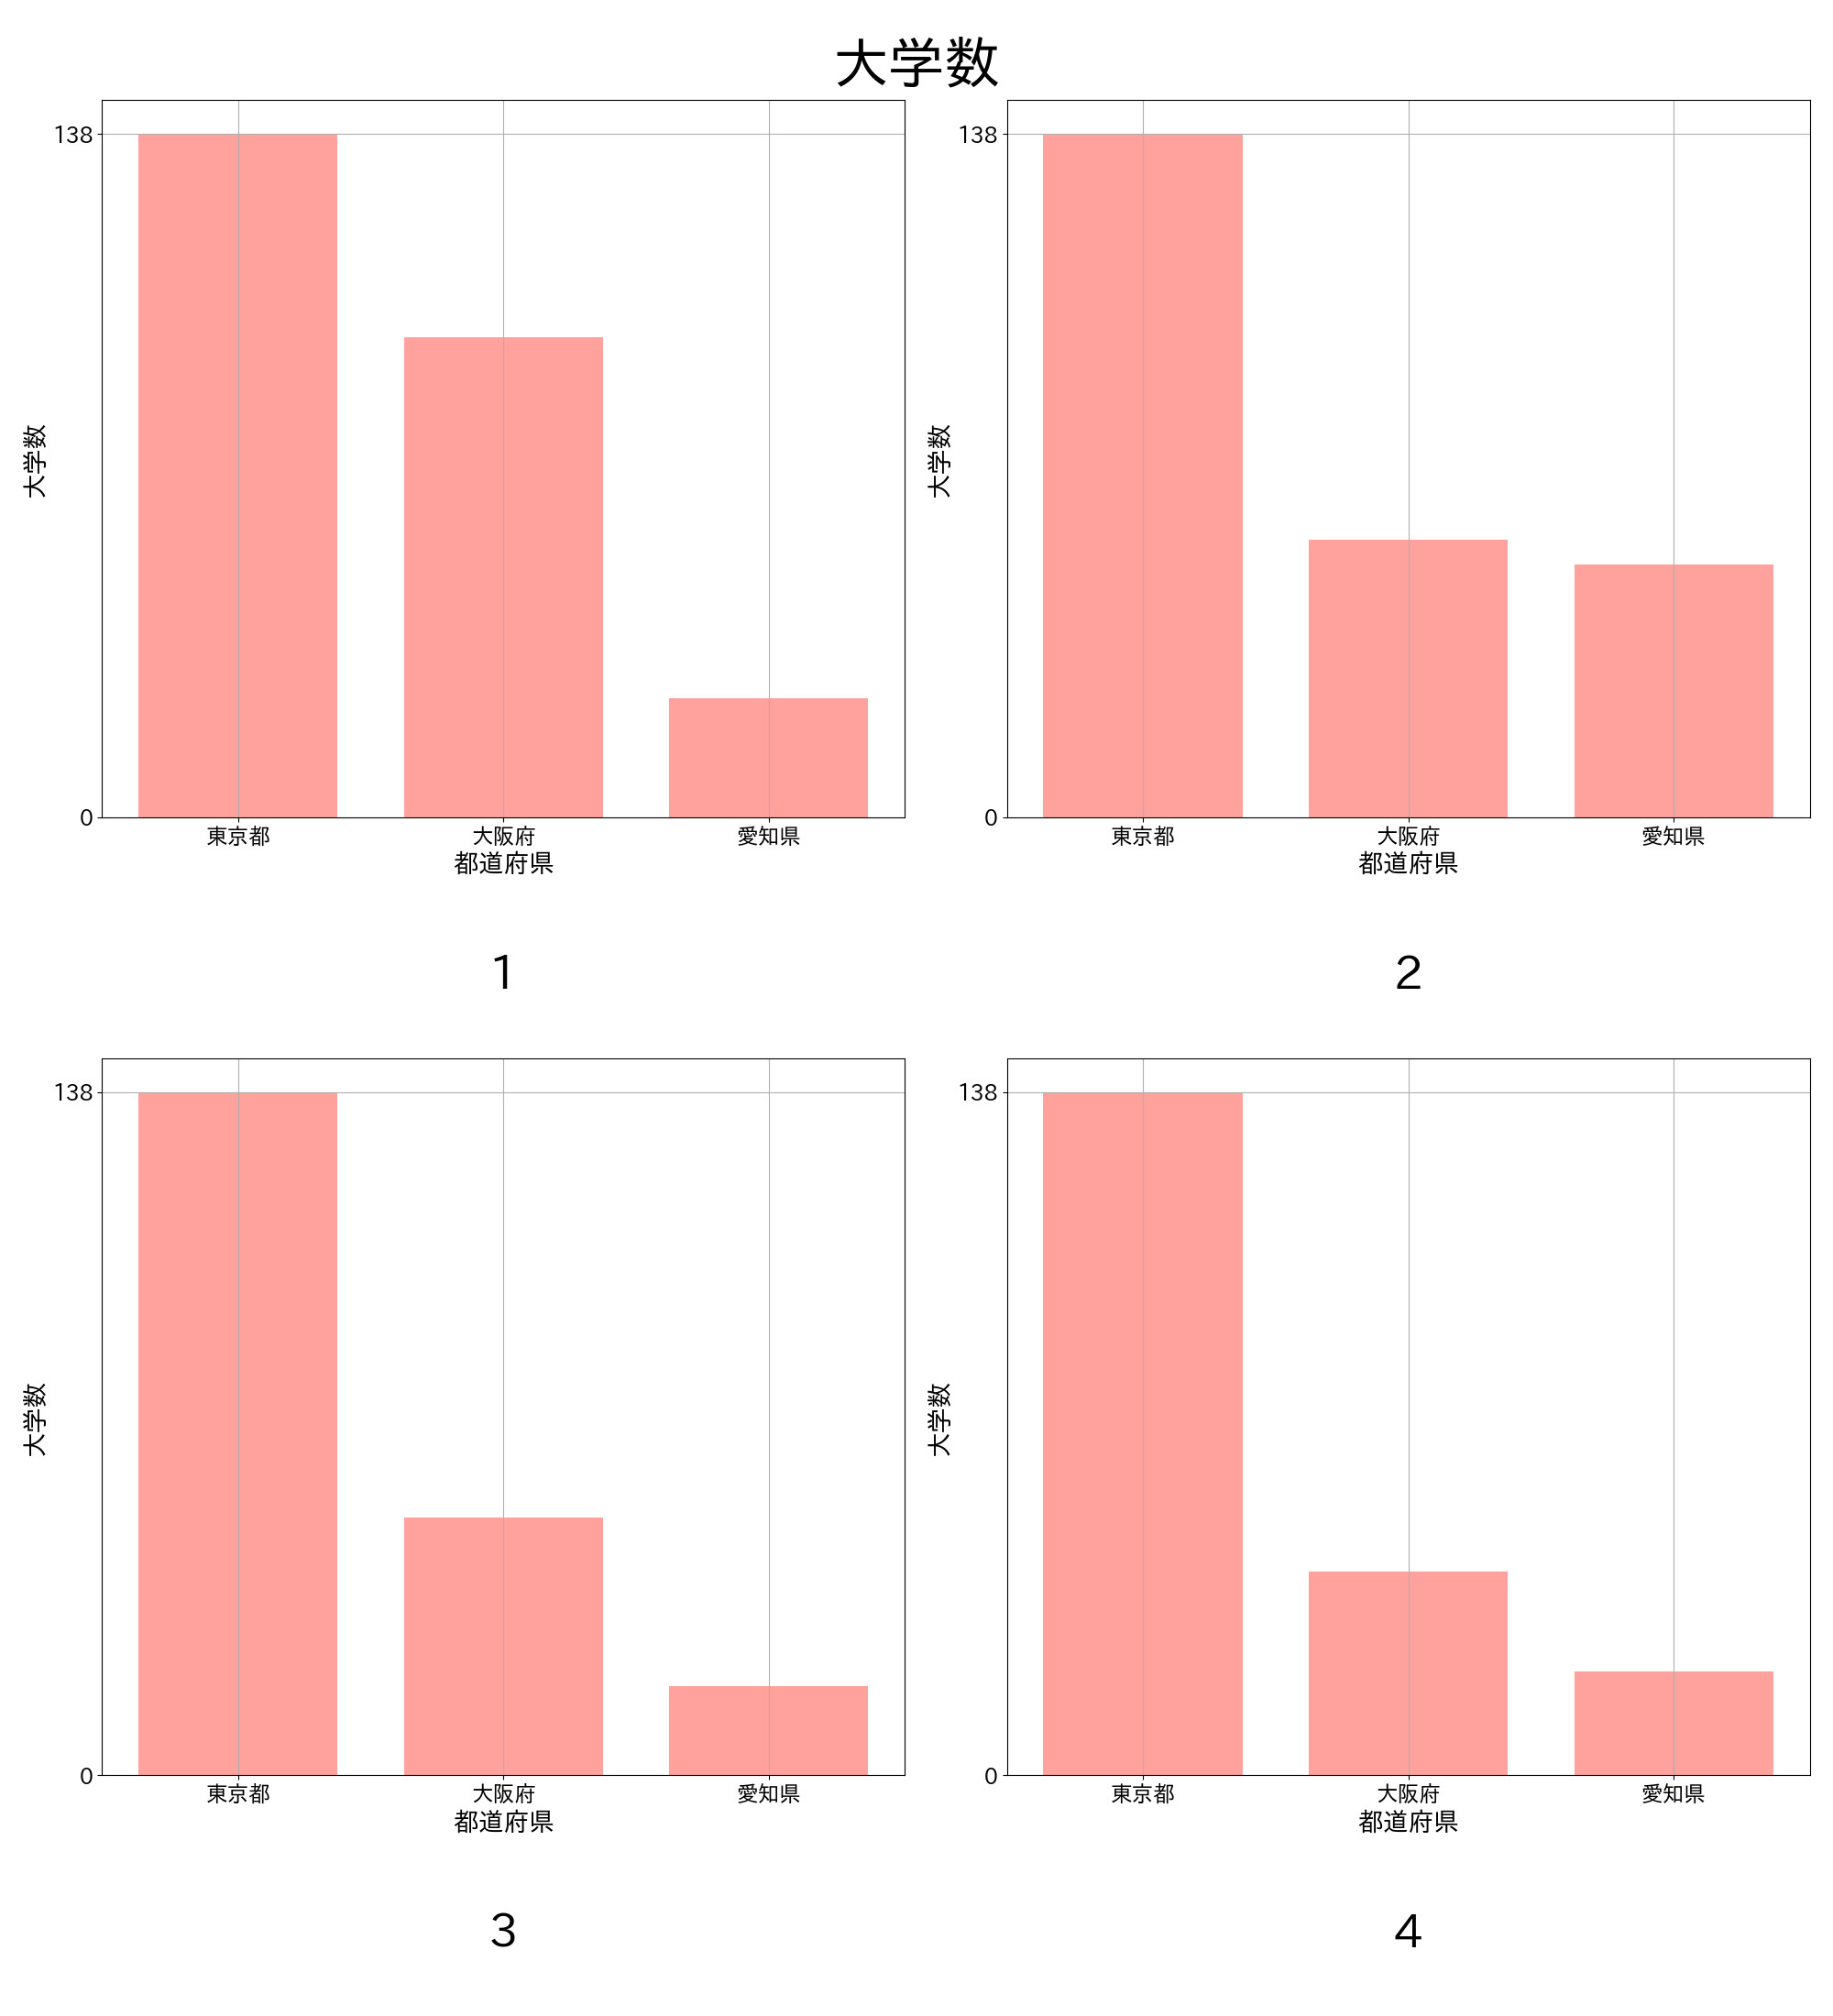 大学数
138
0
大学数
東京都 大阪府 愛知県
都道府県
1
138
0
大学数
東京都 大阪府 愛知県
都道府県
2
138
0
大学数
東京都 大阪府 愛知県
都道府県
3
138
0
大学数
東京都 大阪府 愛知県
都道府県
4